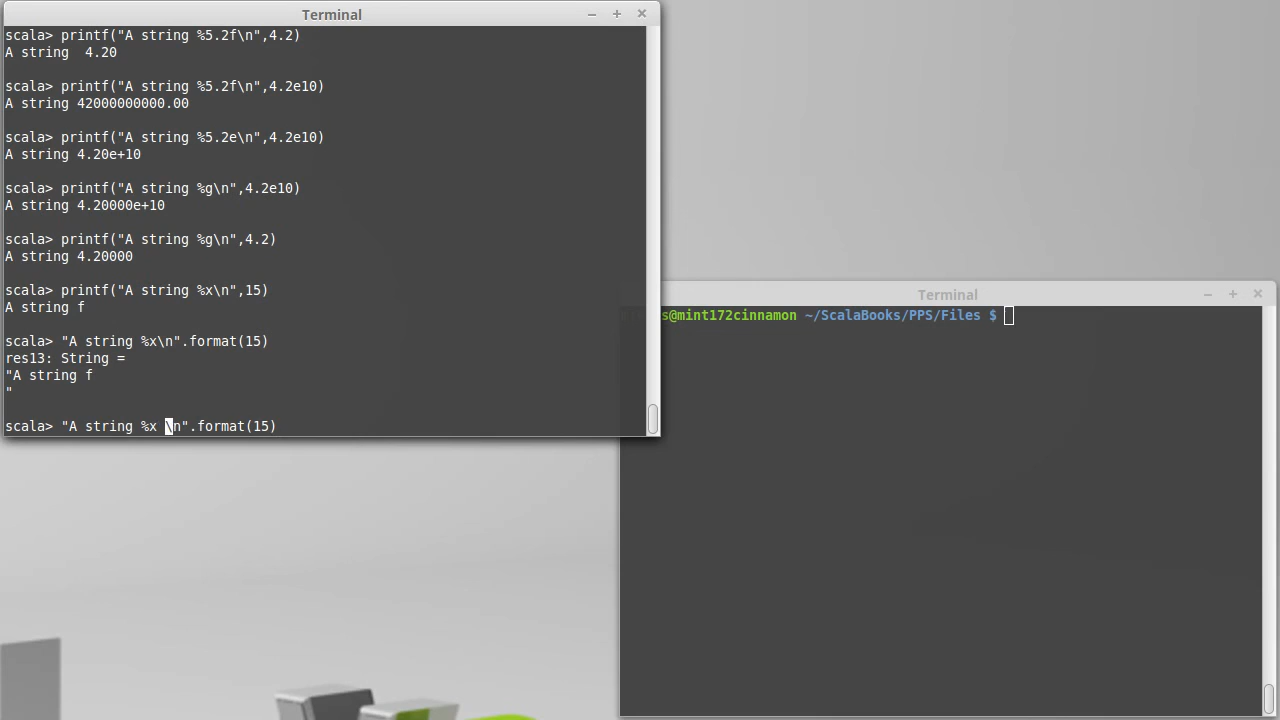 Terminal
scala> printf("A string %5.2f\n",4.2)
A string  4.20
scala> printf("A string %5.2f\n",4.2e10)
A string 42000000000.00
scala> printf("A string %5.2e\n",4.2e10)
A string 4.20e+10
scala> printf("A string %g\n",4.2e10)
A string 4.20000e+10
scala> printf("A string %g\n",4.2)
A string 4.20000
scala> printf("A string %x\n",15)
A string f
scala> "A string %x\n".format(15)
res13: String =
"A string f
"
scala> "A string %x \n".format(15)
Terminal
s@mint172cinnamon ~/ScalaBooks/PPS/Files $